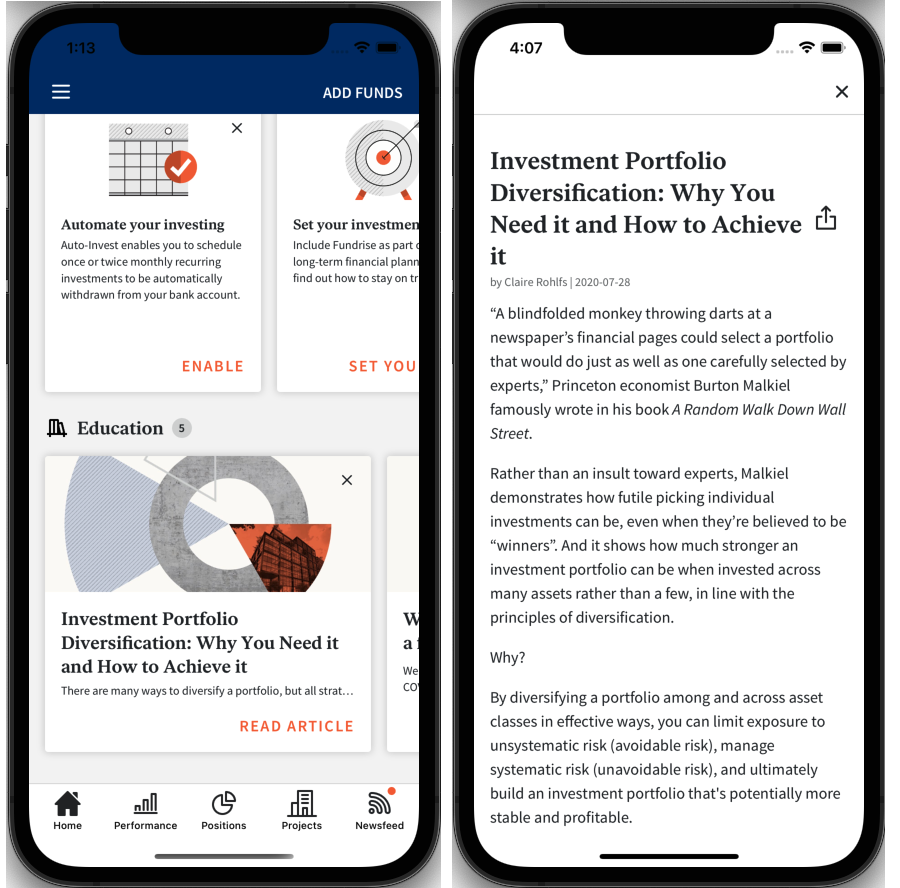 1:13
ADD FUNDS
Automate your investing
Auto-Invest enables you to schedule
once or twice monthly recurring
investments to be automatically
withdrawn from your bank account.
ENABLE
Set your investmen
Include Fundrise as part o
long-term financial plann
find out how to stay on tr
SET YOU
Education 5
Investment Portfolio
Diversification: Why You Need it
and How to Achieve it
There are many ways to diversify a portfolio, but all strat…
READ ARTICLE
W
a f
We
CO
Home
Performance
Positions
Projects
Newsfeed
4:07
Investment Portfolio
Diversification: Why You
Need it and How to Achieve
it
by Claire Rohlfs | 2020-07-28
“A blindfolded monkey throwing darts at a
newspaper’s financial pages could select a portfolio
that would do just as well as one carefully selected by
experts,” Princeton economist Burton Malkiel
famously wrote in his book A Random Walk Down Wall
Street.
Rather than an insult toward experts, Malkiel
demonstrates how futile picking individual
investments can be, even when they’re believed to be
“winners”. And it shows how much stronger an
investment portfolio can be when invested across
many assets rather than a few, in line with the
principles of diversification.
Why?
By diversifying a portfolio among and across asset
classes in effective ways, you can limit exposure to
unsystematic risk (avoidable risk), manage
systematic risk (unavoidable risk), and ultimately
build an investment portfolio that's potentially more
stable and profitable.